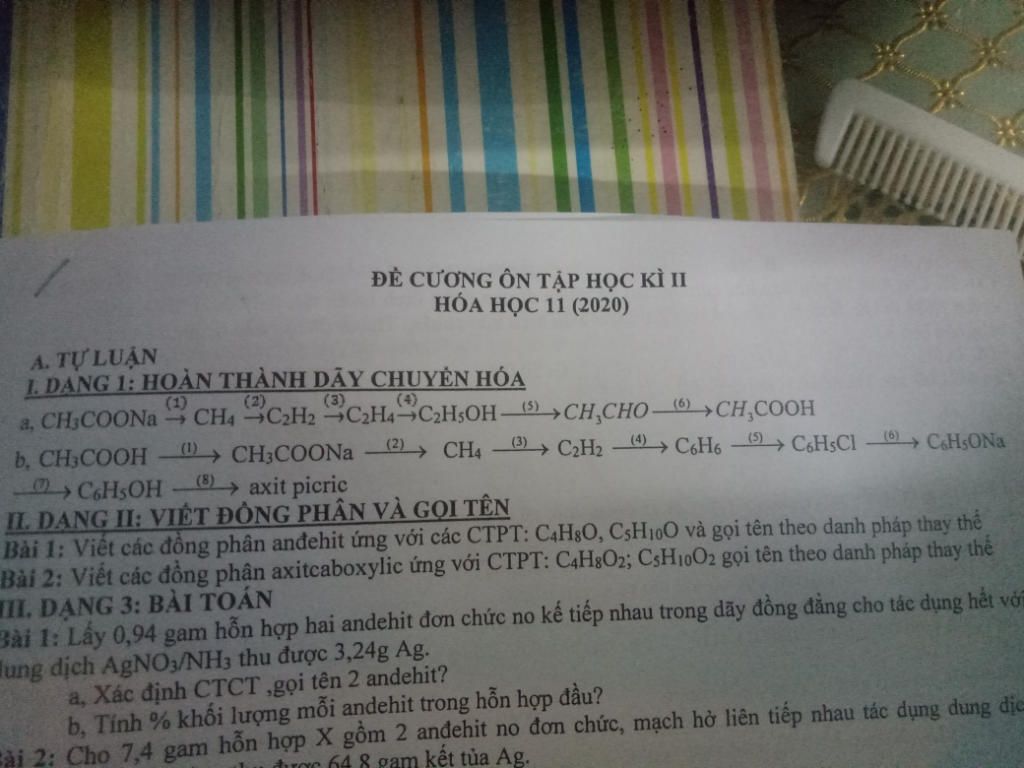 ĐỀ CƯƠNG ÔN TẬP HỌC KÌ II
HÓA HỌC 11 (2020)
A. TỰ LUẬN
I. DẠNG 1: HOÀN THÀNH DÃY CHUYỂN HÓA
a, CH₃COONa (1)→ CH₄ (2)→ C₂H₂ (3)→ C₂H₄ (4)→ C₂H₅OH (5)→ CH₃CHO (6)→ CH₃COOH
b, CH₃COOH (1)→ CH₃COONa (2)→ CH₄ (3)→ C₂H₂ (4)→ C₆H₆ (5)→ C₆H₅Cl (6)→ C₆H₅ONa
(7)→ C₆H₅OH (8)→ axit picric
II. DẠNG II: VIẾT ĐỒNG PHÂN VÀ GỌI TÊN
Bài 1: Viết các đồng phân anđehit ứng với các CTPT: C₄H₈O, C₅H₁₀O và gọi tên theo danh pháp thay thế
Bài 2: Viết các đồng phân axitcaboxylic ứng với CTPT: C₄H₈O₂; C₅H₁₀O₂ gọi tên theo danh pháp thay thế
III. DẠNG 3: BÀI TOÁN
Bài 1: Lấy 0,94 gam hỗn hợp hai andehit đơn chức no kế tiếp nhau trong dãy đồng đẳng cho tác dụng hết với
dung dịch AgNO₃/NH₃ thu được 3,24g Ag.
a, Xác định CTCT ,gọi tên 2 andehit?
b, Tính % khối lượng mỗi andehit trong hỗn hợp đầu?
Bài 2: Cho 7,4 gam hỗn hợp X gồm 2 anđehit no đơn chức, mạch hở liên tiếp nhau tác dụng dung dịc
thu được 64,8 gam kết tủa Ag.